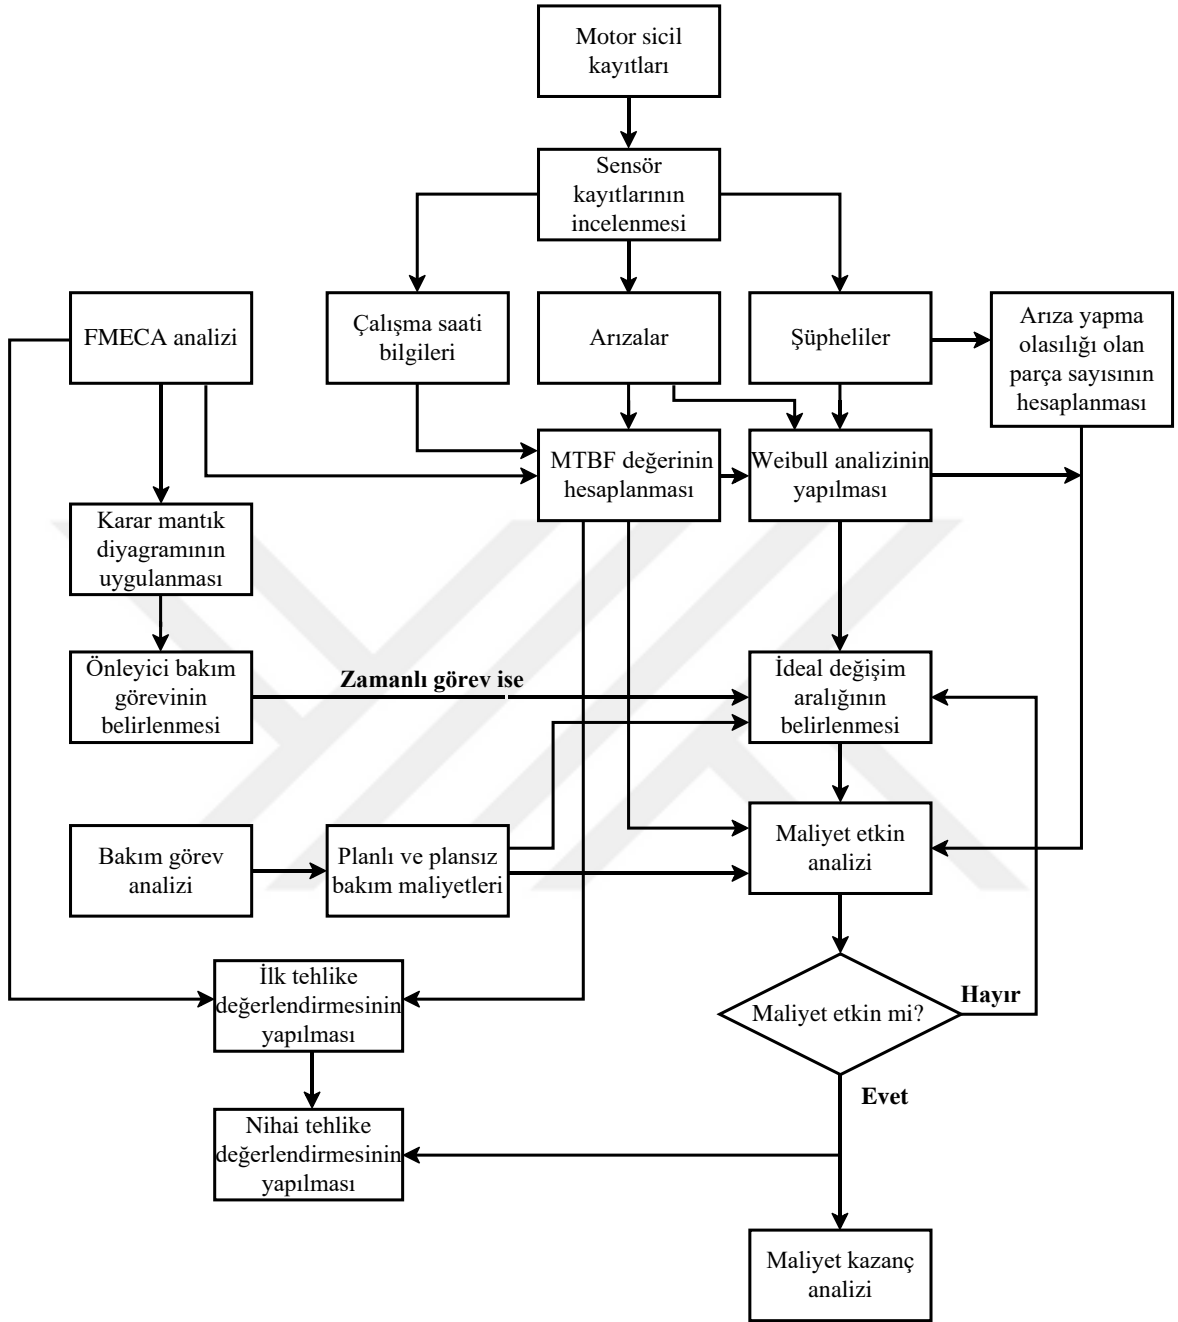 Motor sicil
kayıtları
Sensör
kayıtlarının
incelenmesi
FMECA analizi
Çalışma saati
bilgileri
Arızalar
Şüpheliler
Arıza yapma
olasılığı olan
parça sayısının
hesaplanması
MTBF değerinin
hesaplanması
Weibull analizinin
yapılması
Karar mantık
diyagramının
uygulanması
Önleyici bakım
görevinin
belirlenmesi
Zamanlı görev ise
İdeal değişim
aralığının
belirlenmesi
Bakım görev
analizi
Planlı ve plansız
bakım maliyetleri
Maliyet etkin
analizi
İlk tehlike
değerlendirmesinin
yapılması
Maliyet etkin mi?
Hayır
Evet
Nihai tehlike
değerlendirmesinin
yapılması
Maliyet kazanç
analizi